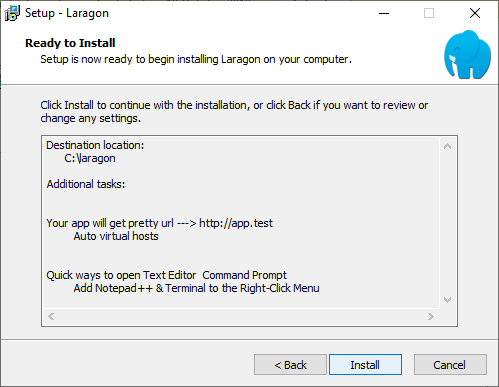 Setup - Laragon
Ready to Install
Setup is now ready to begin installing Laragon on your computer.
Click Install to continue with the installation, or click Back if you want to review or
change any settings.
Destination location:
C:\laragon
Additional tasks:
Your app will get pretty url ---> http://app.test
Auto virtual hosts
Quick ways to open Text Editor  Command Prompt
Add Notepad++ & Terminal to the Right-Click Menu
< Back
Install
Cancel